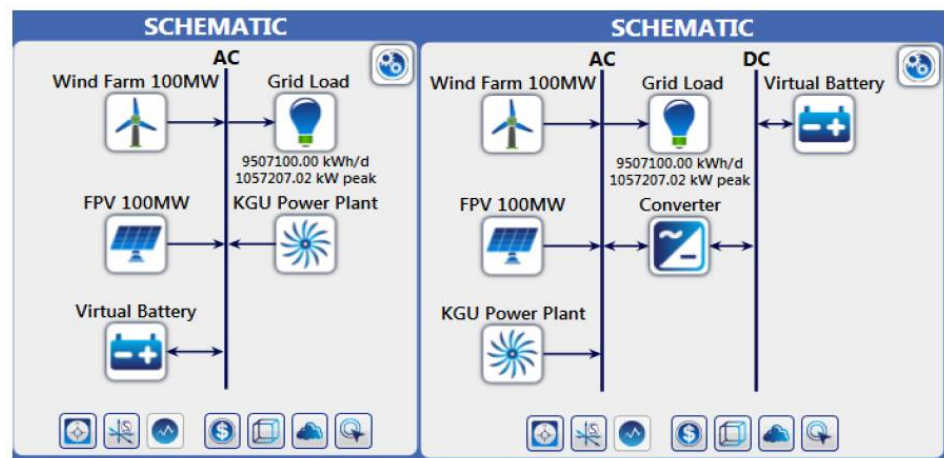 SCHEMATIC
AC
Wind Farm 100MW
Grid Load
9507100.00 kWh/d
1057207.02 kW peak
FPV 100MW
KGU Power Plant
Virtual Battery
SCHEMATIC
AC
DC
Wind Farm 100MW
Grid Load
Virtual Battery
9507100.00 kWh/d
1057207.02 kW peak
FPV 100MW
Converter
KGU Power Plant